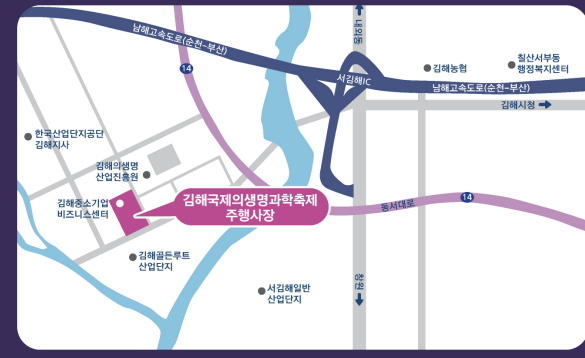 남해고속도로(순천~부산)
내외동
14
서김해IC
김해농협
칠산서부동
행정복지센터
남해고속도로(순천~부산)
김해시청
한국산업단지공단
김해지사
김해의생명
산업진흥원
김해중소기업
비즈니스센터
김해국제의생명과학축제
주행사장
동서대로
14
김해골든루트
산업단지
서김해일반
산업단지
창원